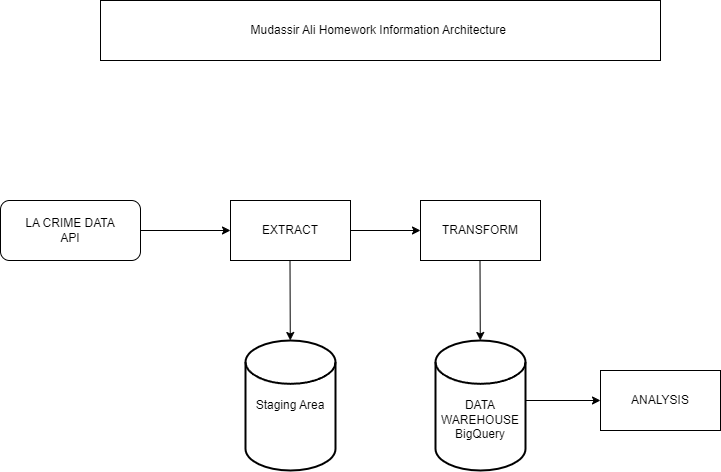 Mudassir Ali Homework Information Architecture
LA CRIME DATA
API
EXTRACT
TRANSFORM
Staging Area
DATA
WAREHOUSE
BigQuery
ANALYSIS